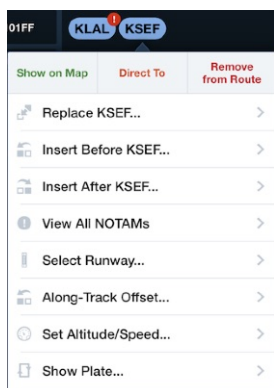 01FF KLAL ! KSEF
Show on Map Direct To Remove from Route
Replace KSEF...
Insert Before KSEF...
Insert After KSEF...
View All NOTAMs
Select Runway...
Along-Track Offset...
Set Altitude/Speed...
Show Plate...